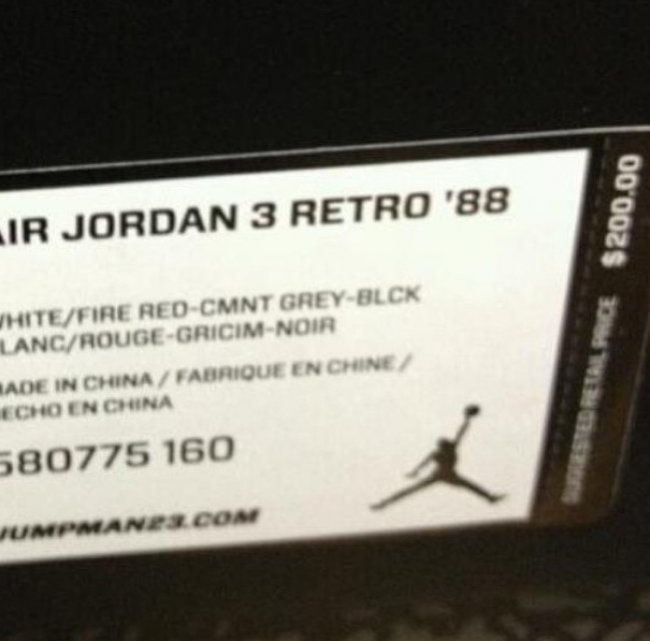 AIR JORDAN 3 RETRO '88
WHITE/FIRE RED-CMNT GREY-BLCK
LANC/ROUGE-GRICIM-NOIR
MADE IN CHINA / FABRIQUE EN CHINE /
ECHO EN CHINA
580775 160
JUMPMAN23.COM
SUGGESTED RETAIL PRICE $200.00